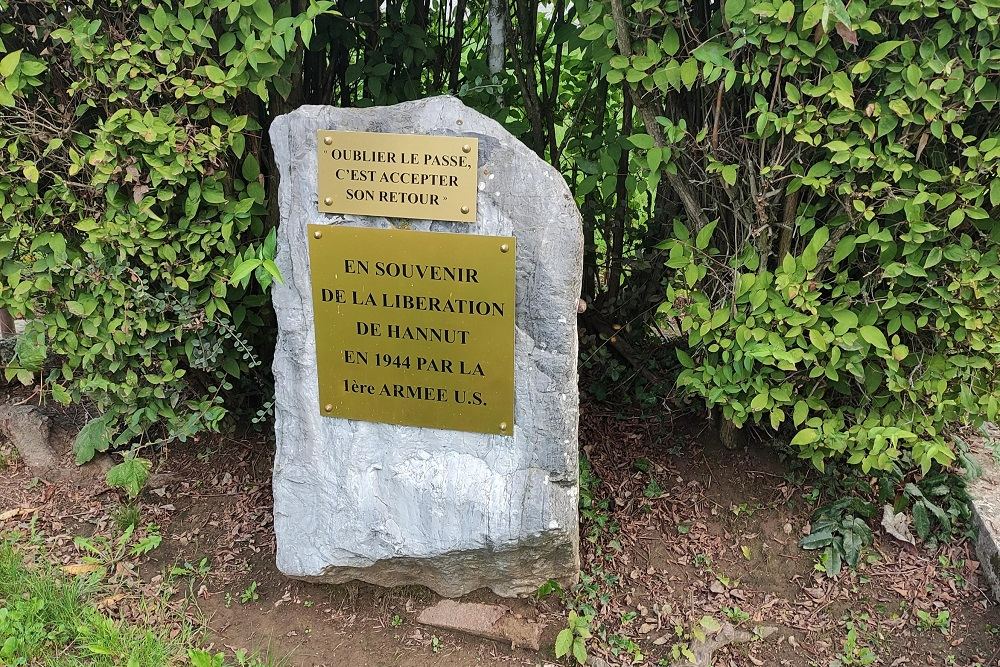 " OUBLIER LE PASSE,
C'EST ACCEPTER
SON RETOUR "
EN SOUVENIR
DE LA LIBERATION
DE HANNUT
EN 1944 PAR LA
1ère ARMEE U.S.